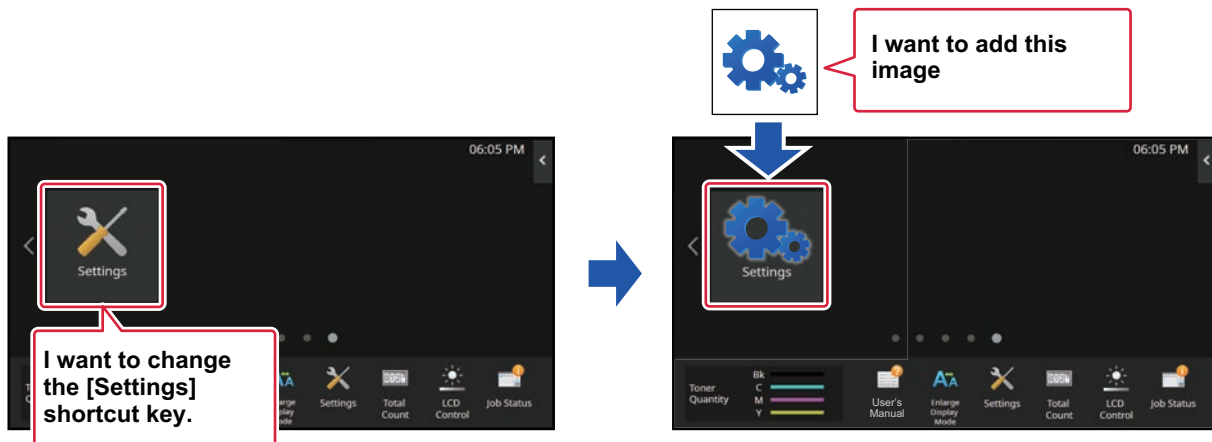 I want to add this
image
06:05 PM
Settings
I want to change
the [Settings]
shortcut key.
Settings
Total
Count
LCD
Control
Job Status
06:05 PM
Settings
Toner
Quantity
Bk
C
M
Y
User's
Manual
Enlarge
Display
Mode
Settings
Total
Count
LCD
Control
Job Status